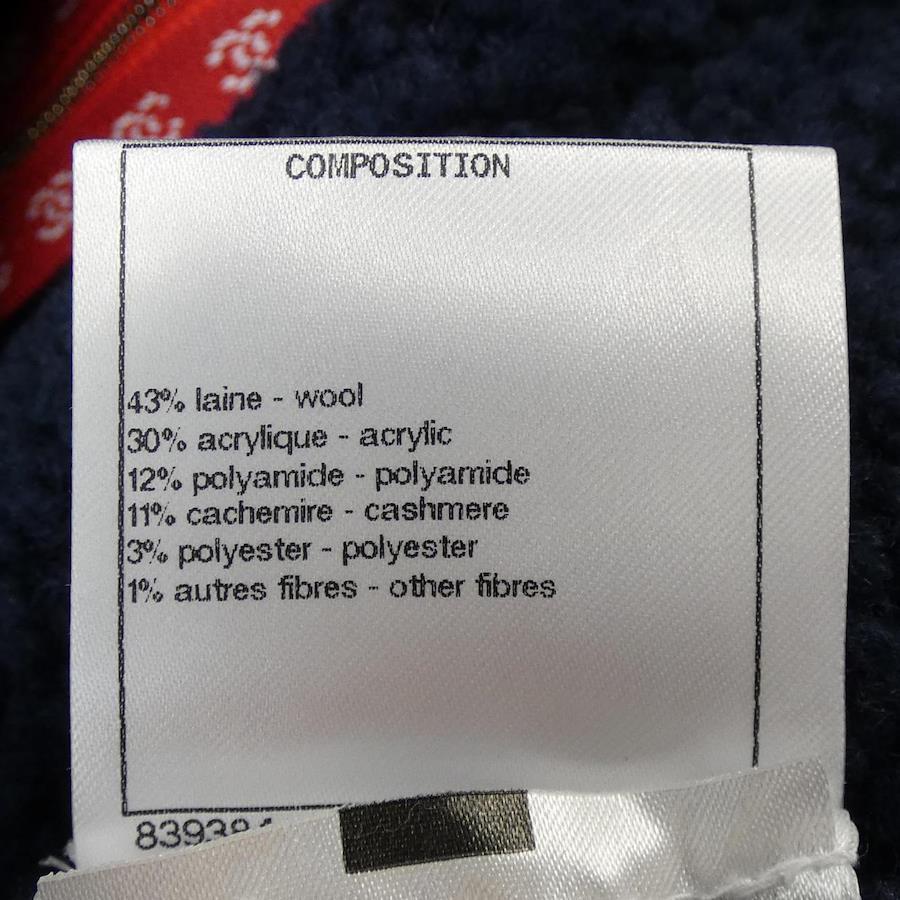 COMPOSITION
43% laine - wool
30% acrylique - acrylic
12% polyamide - polyamide
11% cachemire - cashmere
3% polyester - polyester
1% autres fibres - other fibres